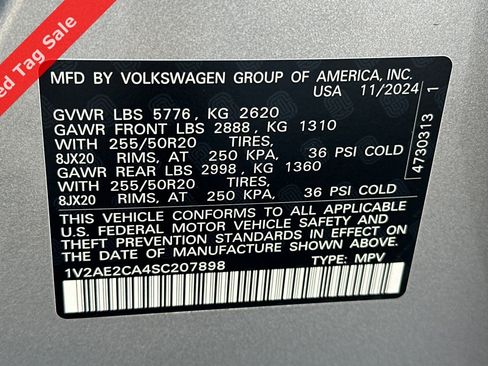 ed Tag Sale
MFD BY VOLKSWAGEN GROUP OF AMERICA, INC.
USA 11/2024
GVWR LBS 5776, KG 2620
GAWR FRONT LBS 2888, KG 1310
WITH 255/50R20 TIRES,
8JX20 RIMS, AT 250 KPA, 36 PSI COLD
GAWR REAR LBS 2998, KG 1360
WITH 255/50R20 TIRES,
8JX20 RIMS, AT 250 KPA, 36 PSI COLD
THIS VEHICLE CONFORMS TO ALL APPLICABLE
U.S. FEDERAL MOTOR VEHICLE SAFETY AND
THEFT PREVENTION STANDARDS IN EFFECT ON
THE DATE OF MANUFACTURE SHOWN ABOVE.
1V2AE2CA4SC207898 TYPE: MPV
4730313 1